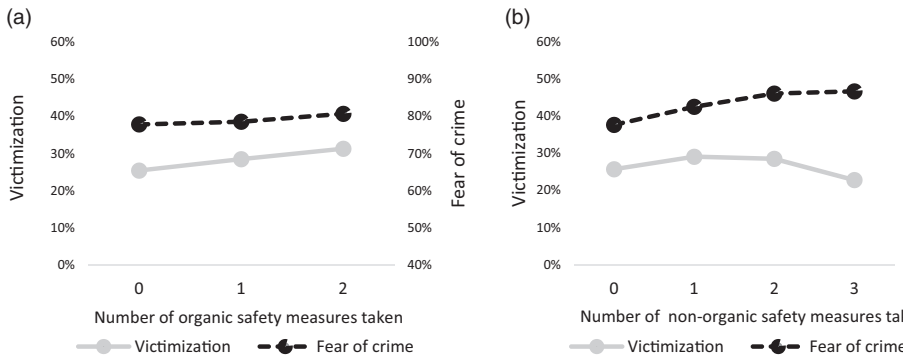 (a)
60%
50%
40%
30%
20%
10%
0%
Victimization
100%
90%
80%
70%
60%
50%
40%
Fear of crime
0 1 2
Number of organic safety measures taken
Victimization Fear of crime
(b)
60%
50%
40%
30%
20%
10%
0%
Victimization
0 1 2 3
Number of non-organic safety measures
Victimization Fear of